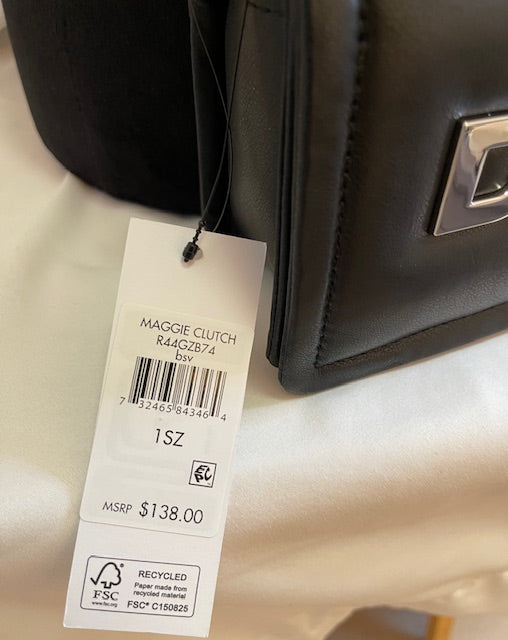 MAGGIE CLUTCH
R44GZB74
bsv
7 32465 84346 4
1SZ
EPC
MSRP $138.00
FSC
www.fsc.org
RECYCLED
Paper made from
recycled material
FSC® C150825